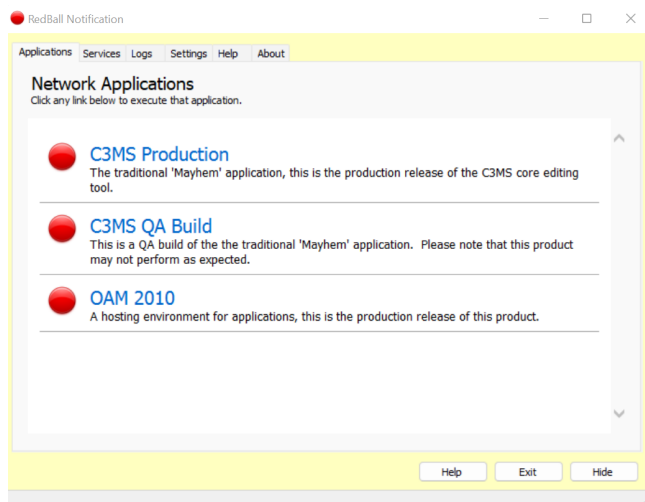 RedBall Notification
Applications Services Logs Settings Help About
Network Applications
Click any link below to execute that application.
C3MS Production
The traditional 'Mayhem' application, this is the production release of the C3MS core editing
tool.
C3MS QA Build
This is a QA build of the the traditional 'Mayhem' application.  Please note that this product
may not perform as expected.
OAM 2010
A hosting environment for applications, this is the production release of this product.
Help Exit Hide